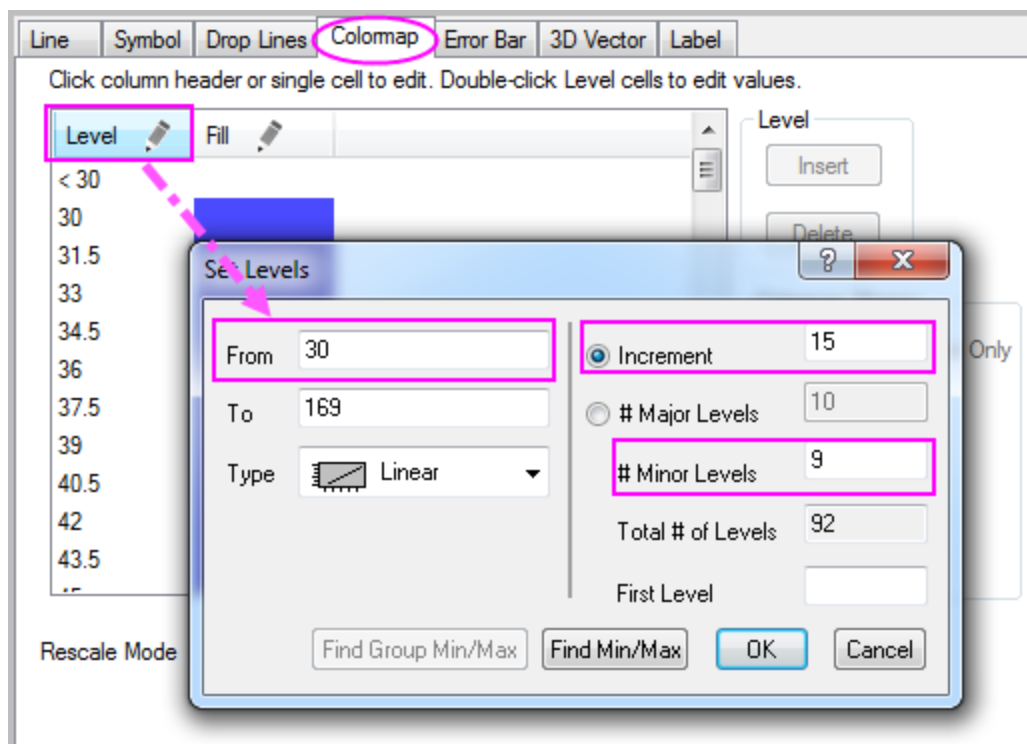 Line Symbol Drop Lines Colormap Error Bar 3D Vector Label
Click column header or single cell to edit. Double-click Level cells to edit values.
Level Fill
Level
< 30
Insert
30
Delete
31.5
33
34.5
36
37.5
39
40.5
42
43.5
Only
Set Levels
?
From 30
Increment 15
To 169
# Major Levels 10
Type Linear
# Minor Levels 9
Total # of Levels 92
First Level
Find Group Min/Max Find Min/Max OK Cancel
Rescale Mode